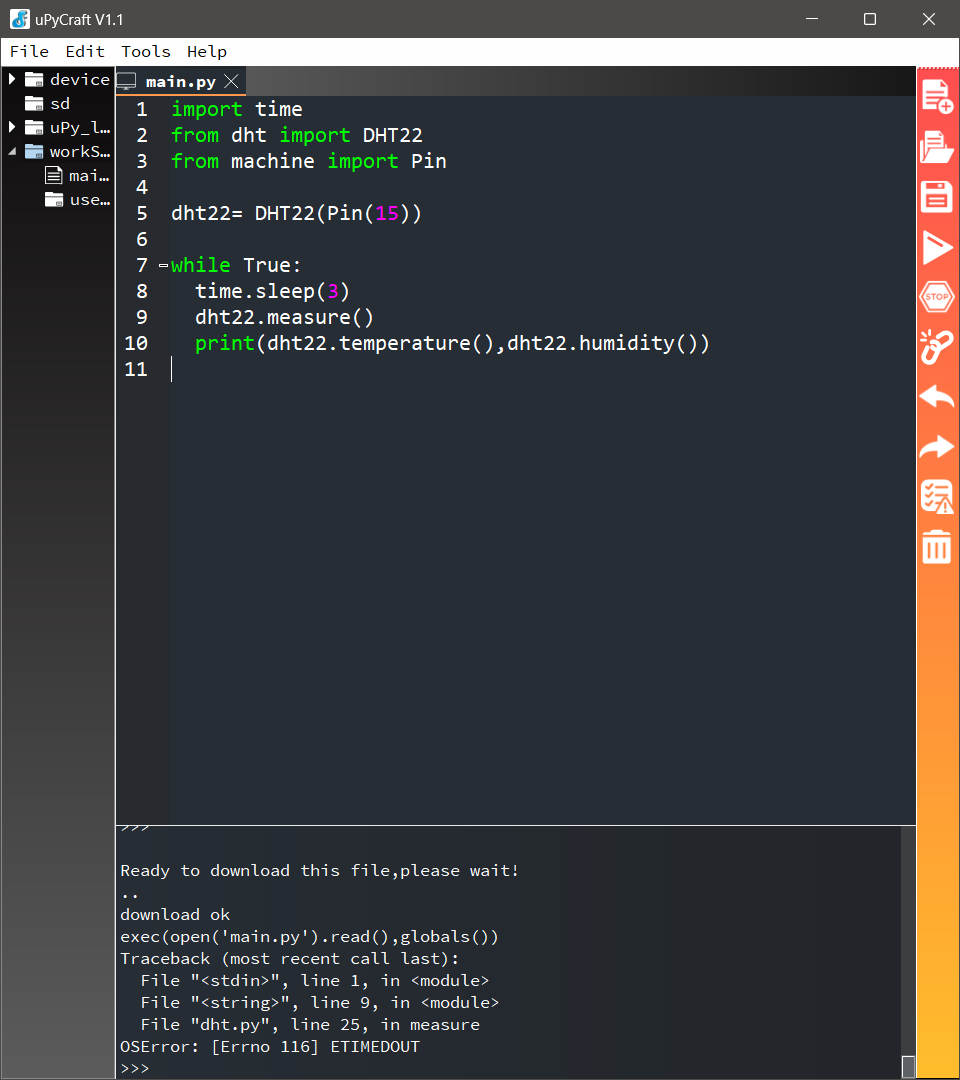 uPyCraft V1.1
File Edit Tools Help
device
sd
uPy_l...
workS...
mai...
use...
main.py
1 import time
2 from dht import DHT22
3 from machine import Pin
4
5 dht22= DHT22(Pin(15))
6
7 while True:
8   time.sleep(3)
9   dht22.measure()
10   print(dht22.temperature(),dht22.humidity())
11
STOP
>>>
Ready to download this file,please wait!
..
download ok
exec(open('main.py').read(),globals())
Traceback (most recent call last):
  File "<stdin>", line 1, in <module>
  File "<string>", line 9, in <module>
  File "dht.py", line 25, in measure
OSError: [Errno 116] ETIMEDOUT
>>>